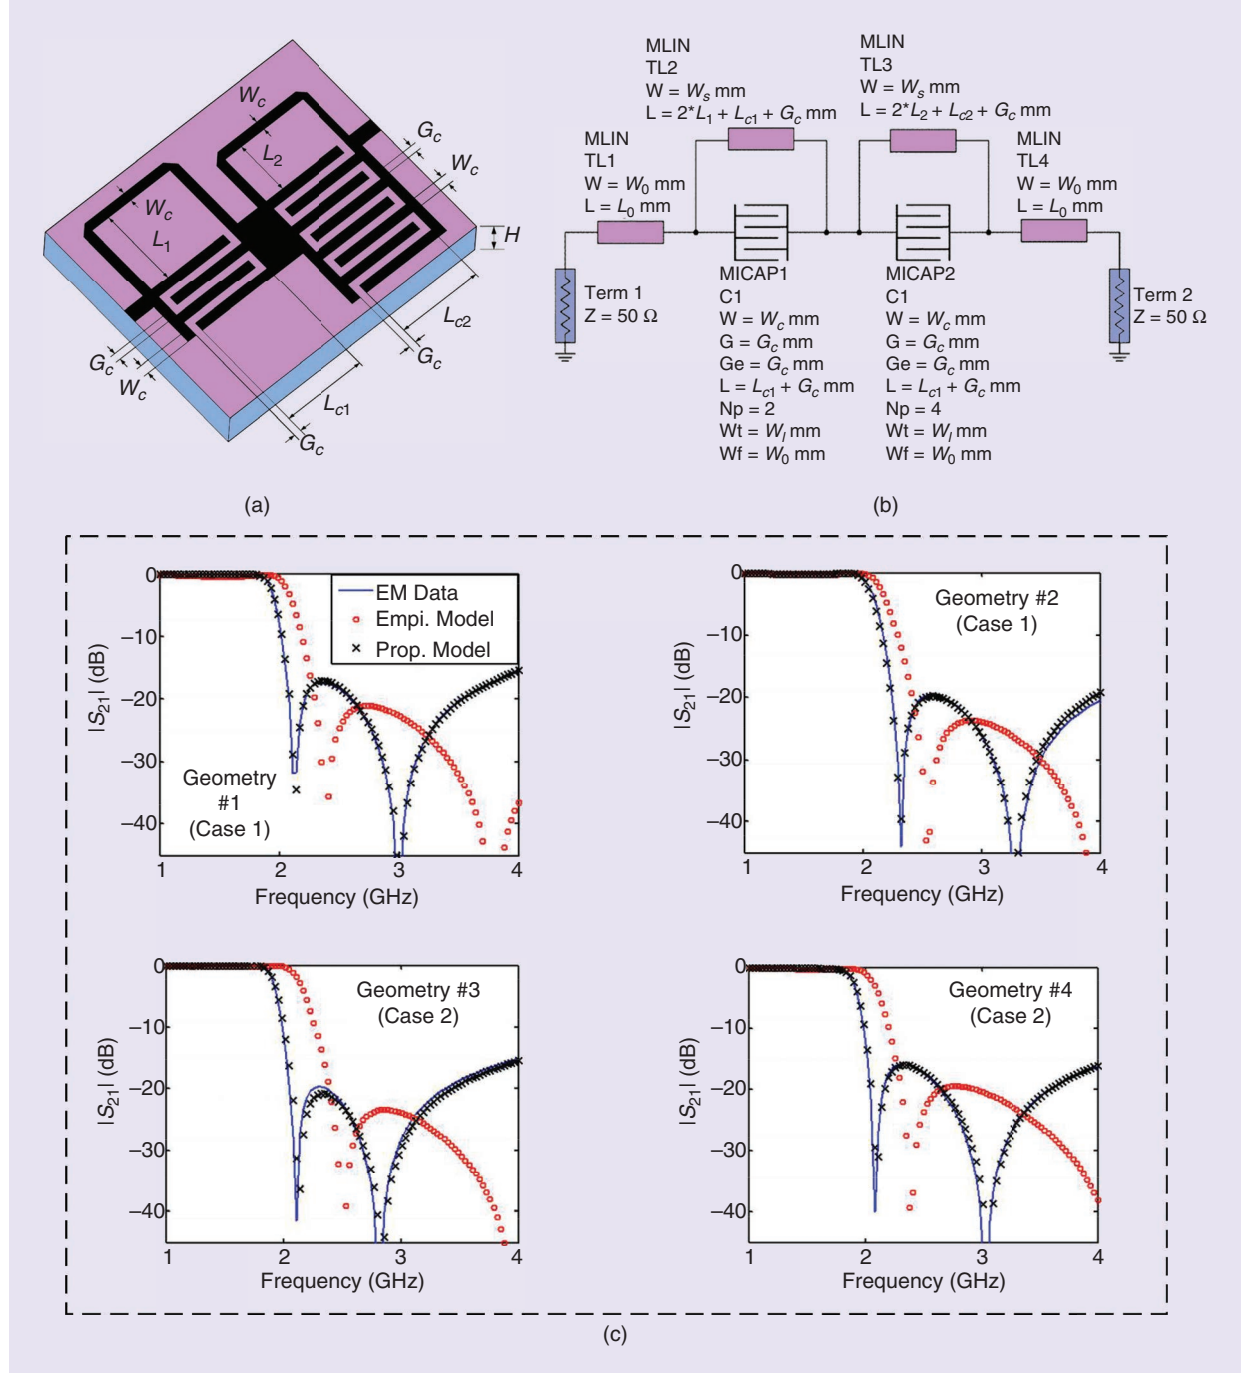 W_c
G_c
L_2
W_c
W_c
L_1
H
L_c2
G_c
G_c
W_c
L_c1
G_c
(a)
MLIN
TL2
W = W_s mm
L = 2*L_1 + L_c1 + G_c mm
MLIN
TL3
W = W_s mm
L = 2*L_2 + L_c2 + G_c mm
MLIN
TL1
W = W_0 mm
L = L_0 mm
MLIN
TL4
W = W_0 mm
L = L_0 mm
Term 1
Z = 50 Ω
MICAP1
C1
W = W_c mm
G = G_c mm
Ge = G_c mm
L = L_c1 + G_c mm
Np = 2
Wt = W_l mm
Wf = W_0 mm
MICAP2
C1
W = W_c mm
G = G_c mm
Ge = G_c mm
L = L_c1 + G_c mm
Np = 4
Wt = W_l mm
Wf = W_0 mm
Term 2
Z = 50 Ω
(b)
0
−10
−20
−30
−40
|S_21| (dB)
EM Data
Empi. Model
Prop. Model
Geometry
#1
(Case 1)
1 2 3 4
Frequency (GHz)
0
−10
−20
−30
−40
|S_21| (dB)
Geometry #2
(Case 1)
1 2 3 4
Frequency (GHz)
0
−10
−20
−30
−40
|S_21| (dB)
Geometry #3
(Case 2)
1 2 3 4
Frequency (GHz)
0
−10
−20
−30
−40
|S_21| (dB)
Geometry #4
(Case 2)
1 2 3 4
Frequency (GHz)
(c)